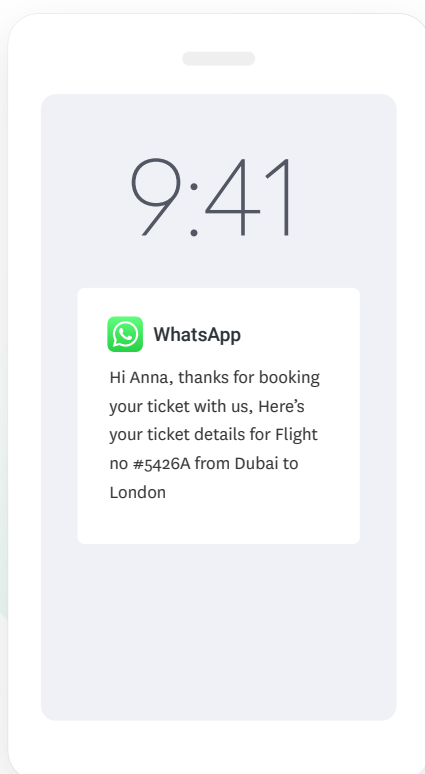 9:41
WhatsApp
Hi Anna, thanks for booking
your ticket with us, Here’s
your ticket details for Flight
no #5426A from Dubai to
London